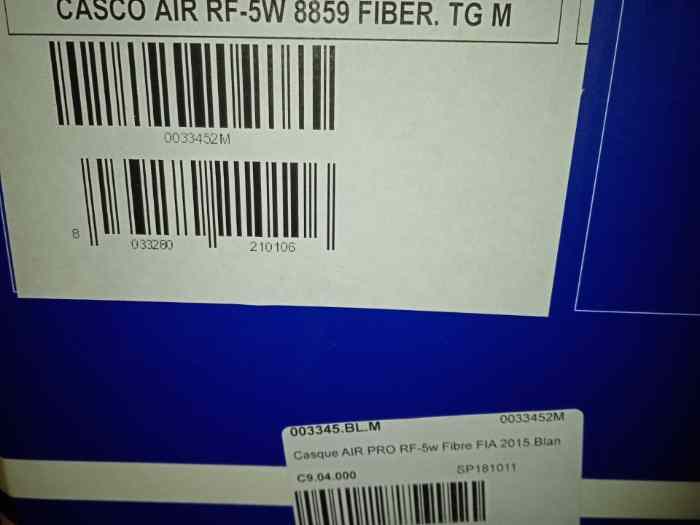 CASCO AIR RF-5W 8859 FIBER. TG M
0033452M
8 033280 210106
003345.BL.M 0033452M
Casque AIR PRO RF-5w Fibre FIA 2015 Blan
C9.04.000 SP181011